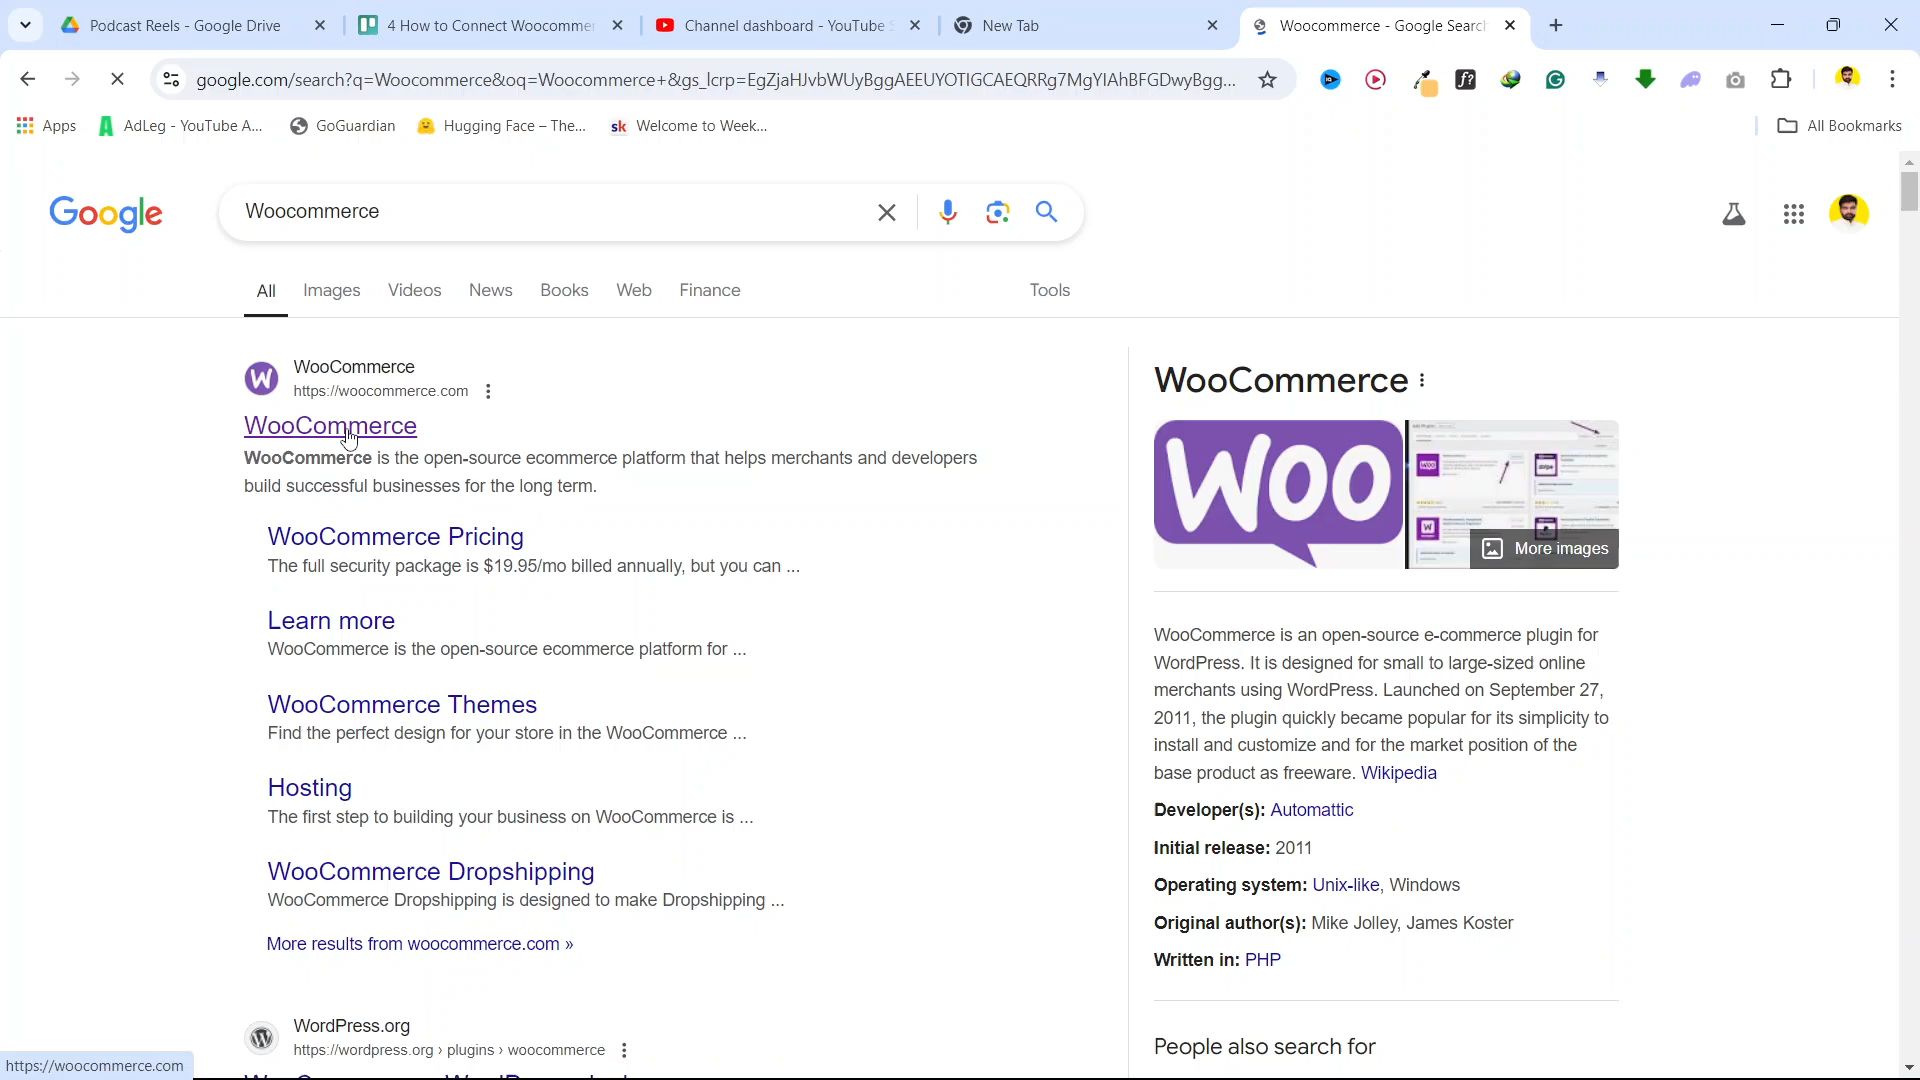 Podcast Reels - Google Drive
4 How to Connect Woocommer
Channel dashboard - YouTube S
New Tab
Woocommerce - Google Search
google.com/search?q=Woocommerce&oq=Woocommerce+&gs_lcrp=EgZjaHJvbWUyBggAEEUYOTIGCAEQRRg7MgYIAhBFGDwyBgg...
Apps
AdLeg - YouTube A...
GoGuardian
Hugging Face – The...
sk Welcome to Week...
All Bookmarks
Google
Woocommerce
All Images Videos News Books Web Finance Tools
WooCommerce
https://woocommerce.com
WooCommerce
WooCommerce is the open-source ecommerce platform that helps merchants and developers
build successful businesses for the long term.
WooCommerce Pricing
The full security package is $19.95/mo billed annually, but you can ...
Learn more
WooCommerce is the open-source ecommerce platform for ...
WooCommerce Themes
Find the perfect design for your store in the WooCommerce ...
Hosting
The first step to building your business on WooCommerce is ...
WooCommerce Dropshipping
WooCommerce Dropshipping is designed to make Dropshipping ...
More results from woocommerce.com »
WordPress.org
https://wordpress.org › plugins › woocommerce
https://woocommerce.com
WooCommerce
WOO
More images
WooCommerce is an open-source e-commerce plugin for
WordPress. It is designed for small to large-sized online
merchants using WordPress. Launched on September 27,
2011, the plugin quickly became popular for its simplicity to
install and customize and for the market position of the
base product as freeware. Wikipedia
Developer(s): Automattic
Initial release: 2011
Operating system: Unix-like, Windows
Original author(s): Mike Jolley, James Koster
Written in: PHP
People also search for